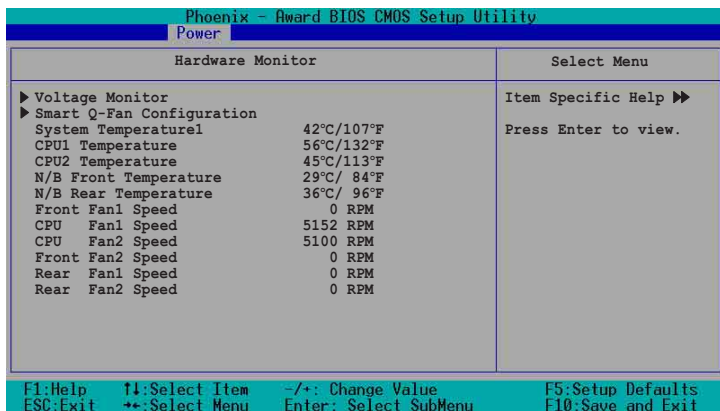 Phoenix - Award BIOS CMOS Setup Utility
Power
Hardware Monitor
Select Menu
Voltage Monitor
Smart Q-Fan Configuration
System Temperature1 42°C/107°F
CPU1 Temperature 56°C/132°F
CPU2 Temperature 45°C/113°F
N/B Front Temperature 29°C/ 84°F
N/B Rear Temperature 36°C/ 96°F
Front Fan1 Speed 0 RPM
CPU Fan1 Speed 5152 RPM
CPU Fan2 Speed 5100 RPM
Front Fan2 Speed 0 RPM
Rear Fan1 Speed 0 RPM
Rear Fan2 Speed 0 RPM
Item Specific Help
Press Enter to view.
F1:Help ↑↓:Select Item -/+: Change Value F5:Setup Defaults
ESC:Exit →←:Select Menu Enter: Select SubMenu F10:Save and Exit